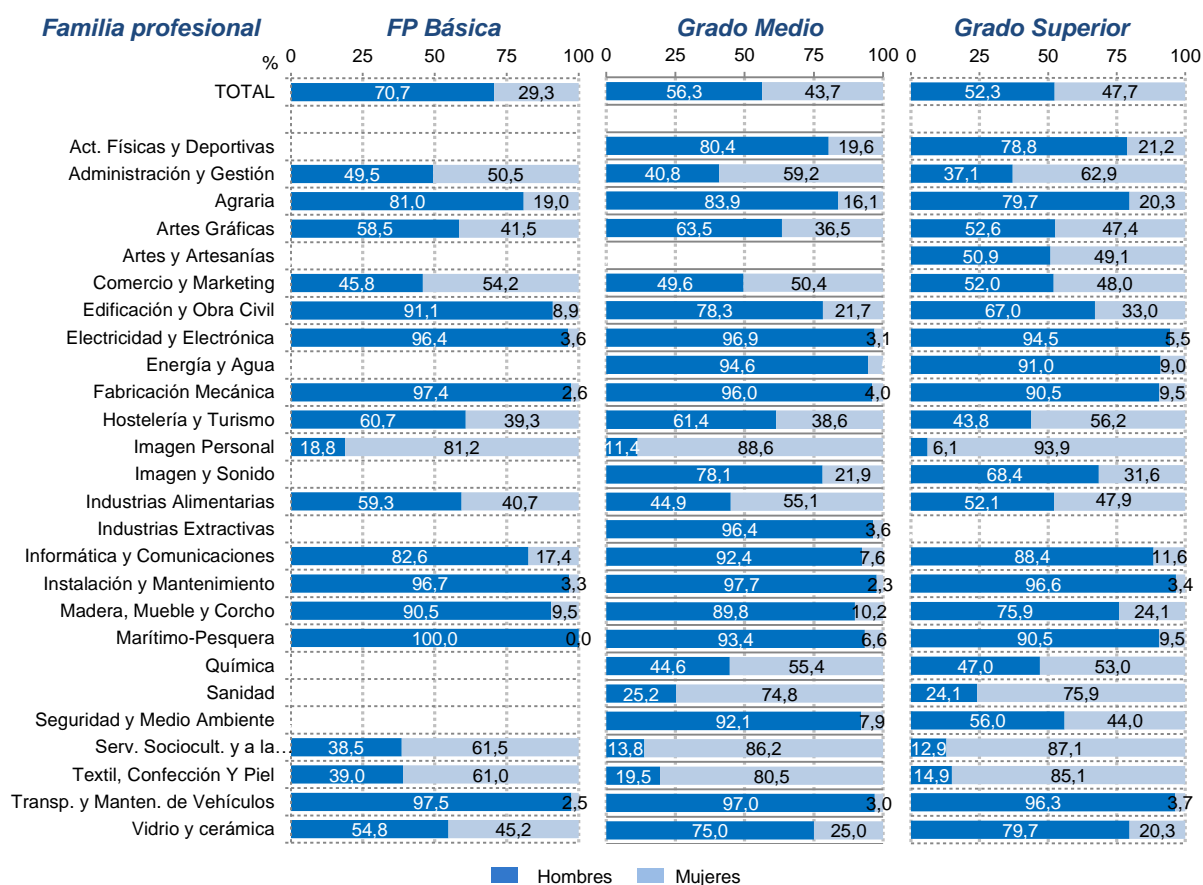 Familia profesional FP Básica Grado Medio Grado Superior
% 0 25 50 75 100 0 25 50 75 100 0 25 50 75 100
TOTAL 70,7 29,3 56,3 43,7 52,3 47,7
Act. Físicas y Deportivas 80,4 19,6 78,8 21,2
Administración y Gestión 49,5 50,5 40,8 59,2 37,1 62,9
Agraria 81,0 19,0 83,9 16,1 79,7 20,3
Artes Gráficas 58,5 41,5 63,5 36,5 52,6 47,4
Artes y Artesanías 50,9 49,1
Comercio y Marketing 45,8 54,2 49,6 50,4 52,0 48,0
Edificación y Obra Civil 91,1 8,9 78,3 21,7 67,0 33,0
Electricidad y Electrónica 96,4 3,6 96,9 3,1 94,5 5,5
Energía y Agua 94,6 91,0 9,0
Fabricación Mecánica 97,4 2,6 96,0 4,0 90,5 9,5
Hostelería y Turismo 60,7 39,3 61,4 38,6 43,8 56,2
Imagen Personal 18,8 81,2 11,4 88,6 6,1 93,9
Imagen y Sonido 78,1 21,9 68,4 31,6
Industrias Alimentarias 59,3 40,7 44,9 55,1 52,1 47,9
Industrias Extractivas 96,4 3,6
Informática y Comunicaciones 82,6 17,4 92,4 7,6 88,4 11,6
Instalación y Mantenimiento 96,7 3,3 97,7 2,3 96,6 3,4
Madera, Mueble y Corcho 90,5 9,5 89,8 10,2 75,9 24,1
Marítimo-Pesquera 100,0 0,0 93,4 6,6 90,5 9,5
Química 44,6 55,4 47,0 53,0
Sanidad 25,2 74,8 24,1 75,9
Seguridad y Medio Ambiente 92,1 7,9 56,0 44,0
Serv. Sociocult. y a la… 38,5 61,5 13,8 86,2 12,9 87,1
Textil, Confección Y Piel 39,0 61,0 19,5 80,5 14,9 85,1
Transp. y Manten. de Vehículos 97,5 2,5 97,0 3,0 96,3 3,7
Vidrio y cerámica 54,8 45,2 75,0 25,0 79,7 20,3
Hombres Mujeres